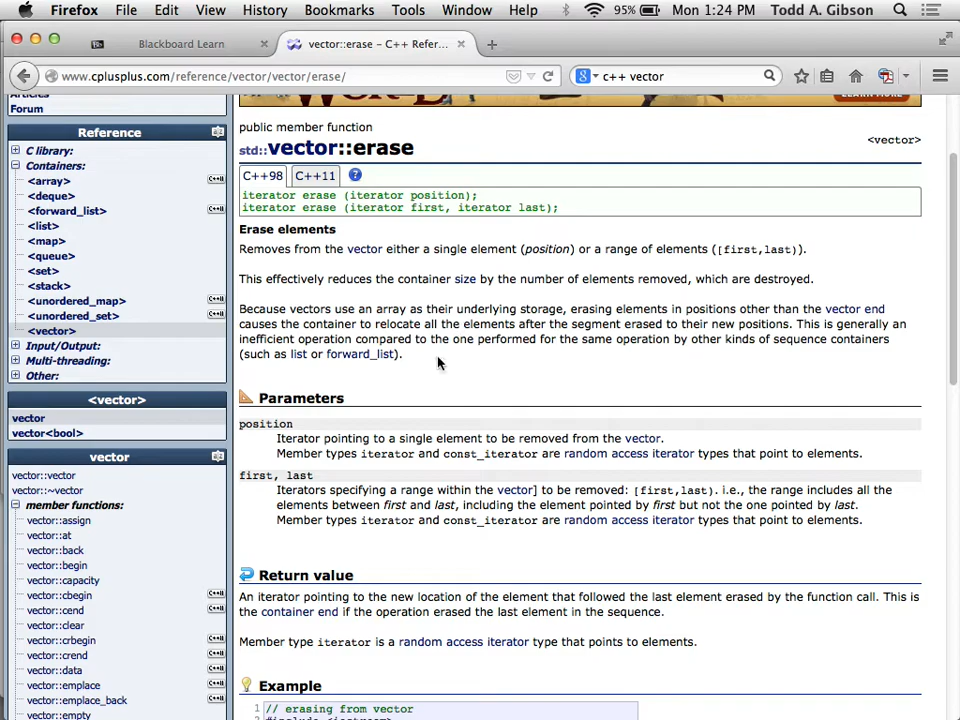 Firefox File Edit View History Bookmarks Tools Window Help 95% Mon 1:24 PM Todd A. Gibson
Bb Blackboard Learn × vector::erase – C++ Refer... × +
www.cplusplus.com/reference/vector/vector/erase/ 8 c++ vector
Articles
Forum
Reference
C library:
Containers:
<array>
<deque>
<forward_list>
<list>
<map>
<queue>
<set>
<stack>
<unordered_map>
<unordered_set>
<vector>
Input/Output:
Multi-threading:
Other:
<vector>
vector
vector<bool>
vector
vector::vector
vector::~vector
member functions:
vector::assign
vector::at
vector::back
vector::begin
vector::capacity
vector::cbegin
vector::cend
vector::clear
vector::crbegin
vector::crend
vector::data
vector::emplace
vector::emplace_back
vector::empty
public member function
std::vector::erase <vector>
C++98 C++11 ?
iterator erase (iterator position);
iterator erase (iterator first, iterator last);
Erase elements
Removes from the vector either a single element (position) or a range of elements ([first,last)).
This effectively reduces the container size by the number of elements removed, which are destroyed.
Because vectors use an array as their underlying storage, erasing elements in positions other than the vector end
causes the container to relocate all the elements after the segment erased to their new positions. This is generally an
inefficient operation compared to the one performed for the same operation by other kinds of sequence containers
(such as list or forward_list).
Parameters
position
Iterator pointing to a single element to be removed from the vector.
Member types iterator and const_iterator are random access iterator types that point to elements.
first, last
Iterators specifying a range within the vector] to be removed: [first,last). i.e., the range includes all the
elements between first and last, including the element pointed by first but not the one pointed by last.
Member types iterator and const_iterator are random access iterator types that point to elements.
Return value
An iterator pointing to the new location of the element that followed the last element erased by the function call. This is
the container end if the operation erased the last element in the sequence.
Member type iterator is a random access iterator type that points to elements.
Example
1 // erasing from vector
2 #include <iostream>